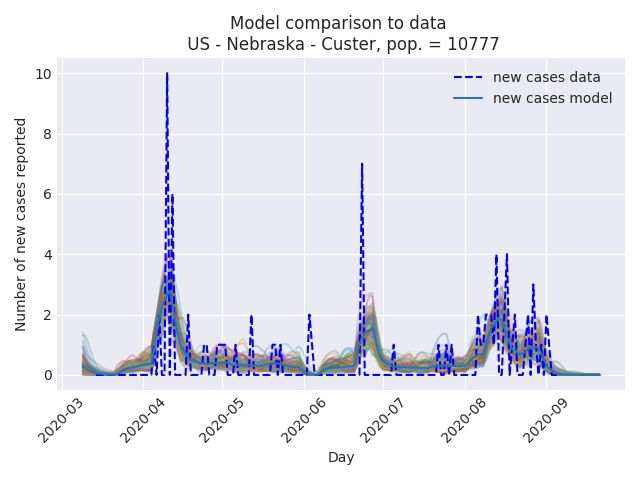 Model comparison to data
US - Nebraska - Custer, pop. = 10777
new cases data
new cases model
Number of new cases reported
10
8
6
4
2
0
2020-03
2020-04
2020-05
2020-06
2020-07
2020-08
2020-09
Day